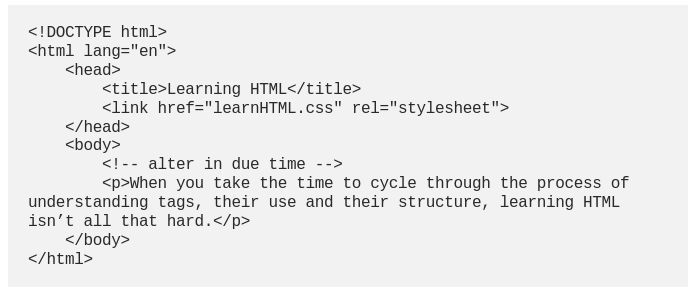 <!DOCTYPE html>
<html lang="en">
    <head>
        <title>Learning HTML</title>
        <link href="learnHTML.css" rel="stylesheet">
    </head>
    <body>
        <!-- alter in due time -->
        <p>When you take the time to cycle through the process of
understanding tags, their use and their structure, learning HTML
isn’t all that hard.</p>
    </body>
</html>